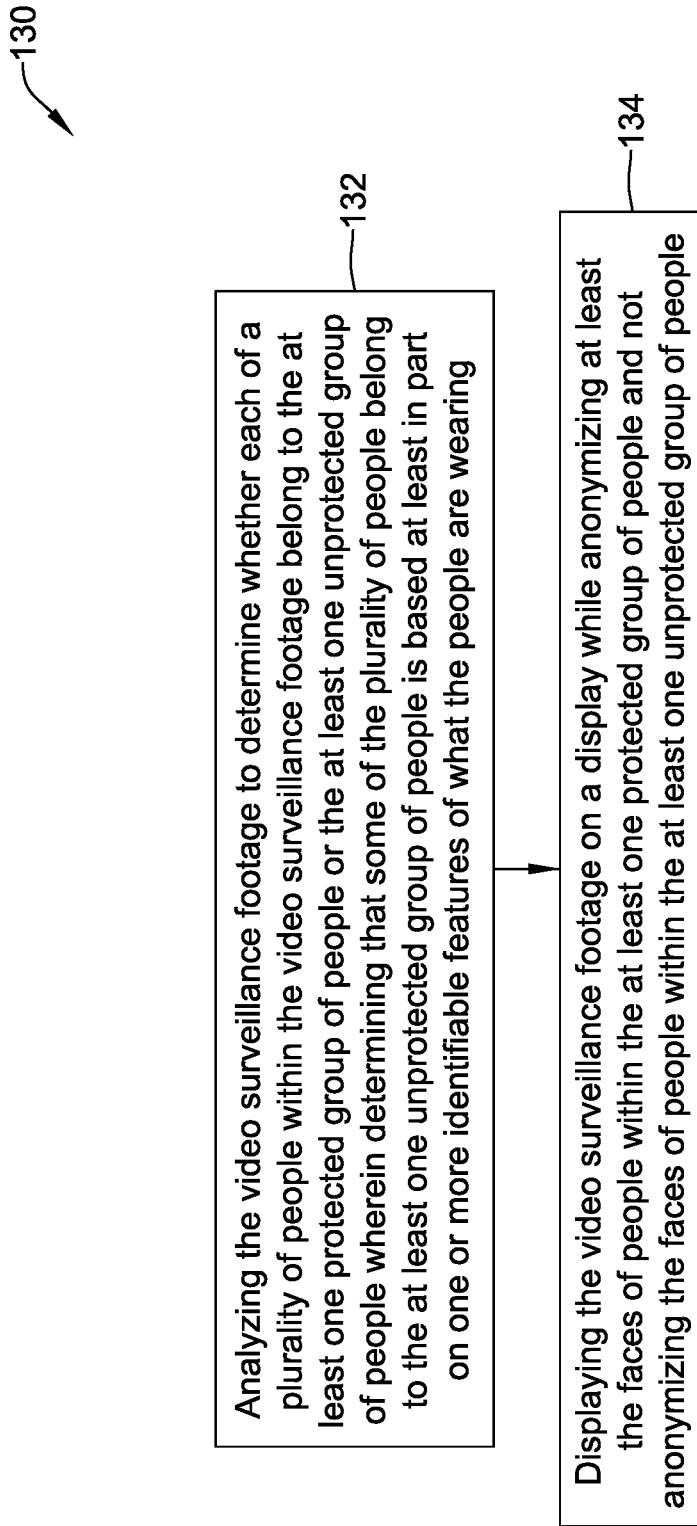 130
132
Analyzing the video surveillance footage to determine whether each of a
plurality of people within the video surveillance footage belong to the at
least one protected group of people or the at least one unprotected group
of people wherein determining that some of the plurality of people belong
to the at least one unprotected group of people is based at least in part
on one or more identifiable features of what the people are wearing
134
Displaying the video surveillance footage on a display while anonymizing at least
the faces of people within the at least one protected group of people and not
anonymizing the faces of people within the at least one unprotected group of people